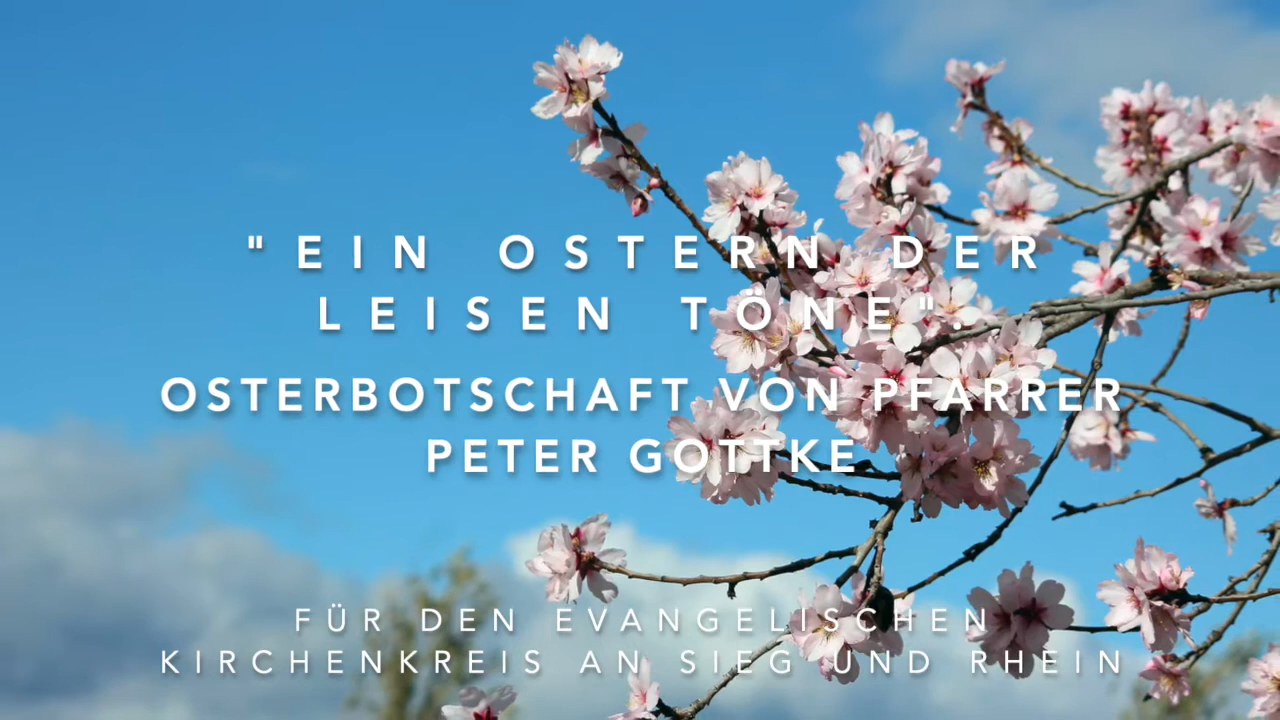 "EIN OSTERN DER
LEISEN TÖNE".
OSTERBOTSCHAFT VON PFARRER
PETER GOTTKE
FÜR DEN EVANGELISCHEN
KIRCHENKREIS AN SIEG UND RHEIN